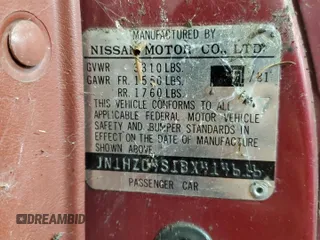 MANUFACTURED BY
NISSAN MOTOR CO., LTD.
GVWR 3310 LBS. /81
GAWR FR. 1550 LBS.
RR. 1760 LBS.
THIS VEHICLE CONFORMS TO ALL
APPLICABLE FEDERAL MOTOR VEHICLE
SAFETY AND BUMPER STANDARDS IN
EFFECT ON THE DATE OF MANUFACTURE
SHOWN ABOVE.
PASSENGER CAR
DREAMBID